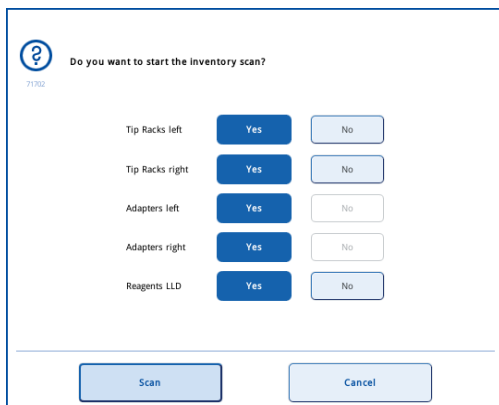 Do you want to start the inventory scan?
71702
Tip Racks left Yes No
Tip Racks right Yes No
Adapters left Yes No
Adapters right Yes No
Reagents LLD Yes No
Scan Cancel